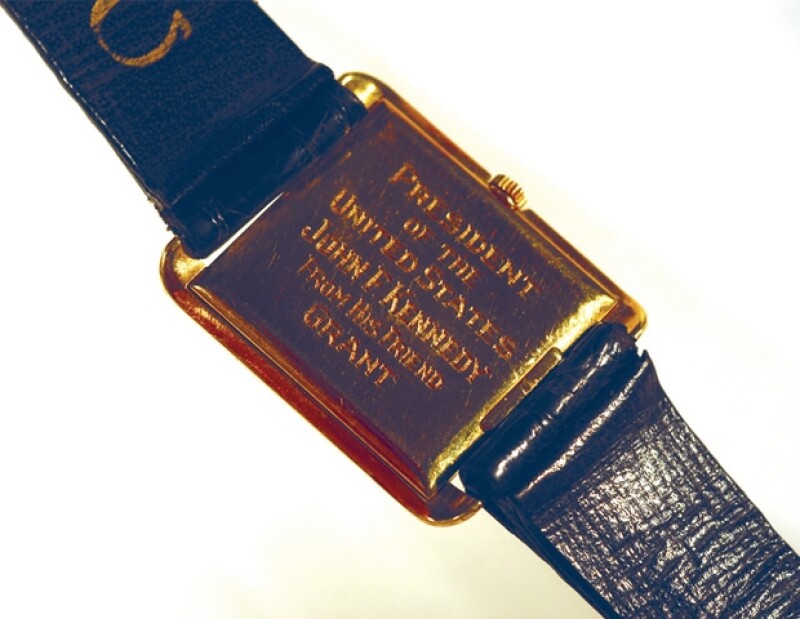 PRESIDENT
OF THE
UNITED STATES
JOHN F. KENNEDY
FROM HIS FRIEND
GRANT